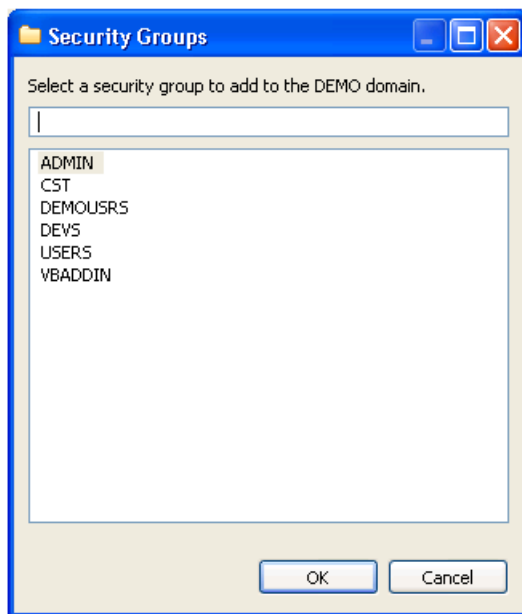 Security Groups
Select a security group to add to the DEMO domain.
ADMIN
CST
DEMOUSRS
DEVS
USERS
VBADDIN
OK
Cancel